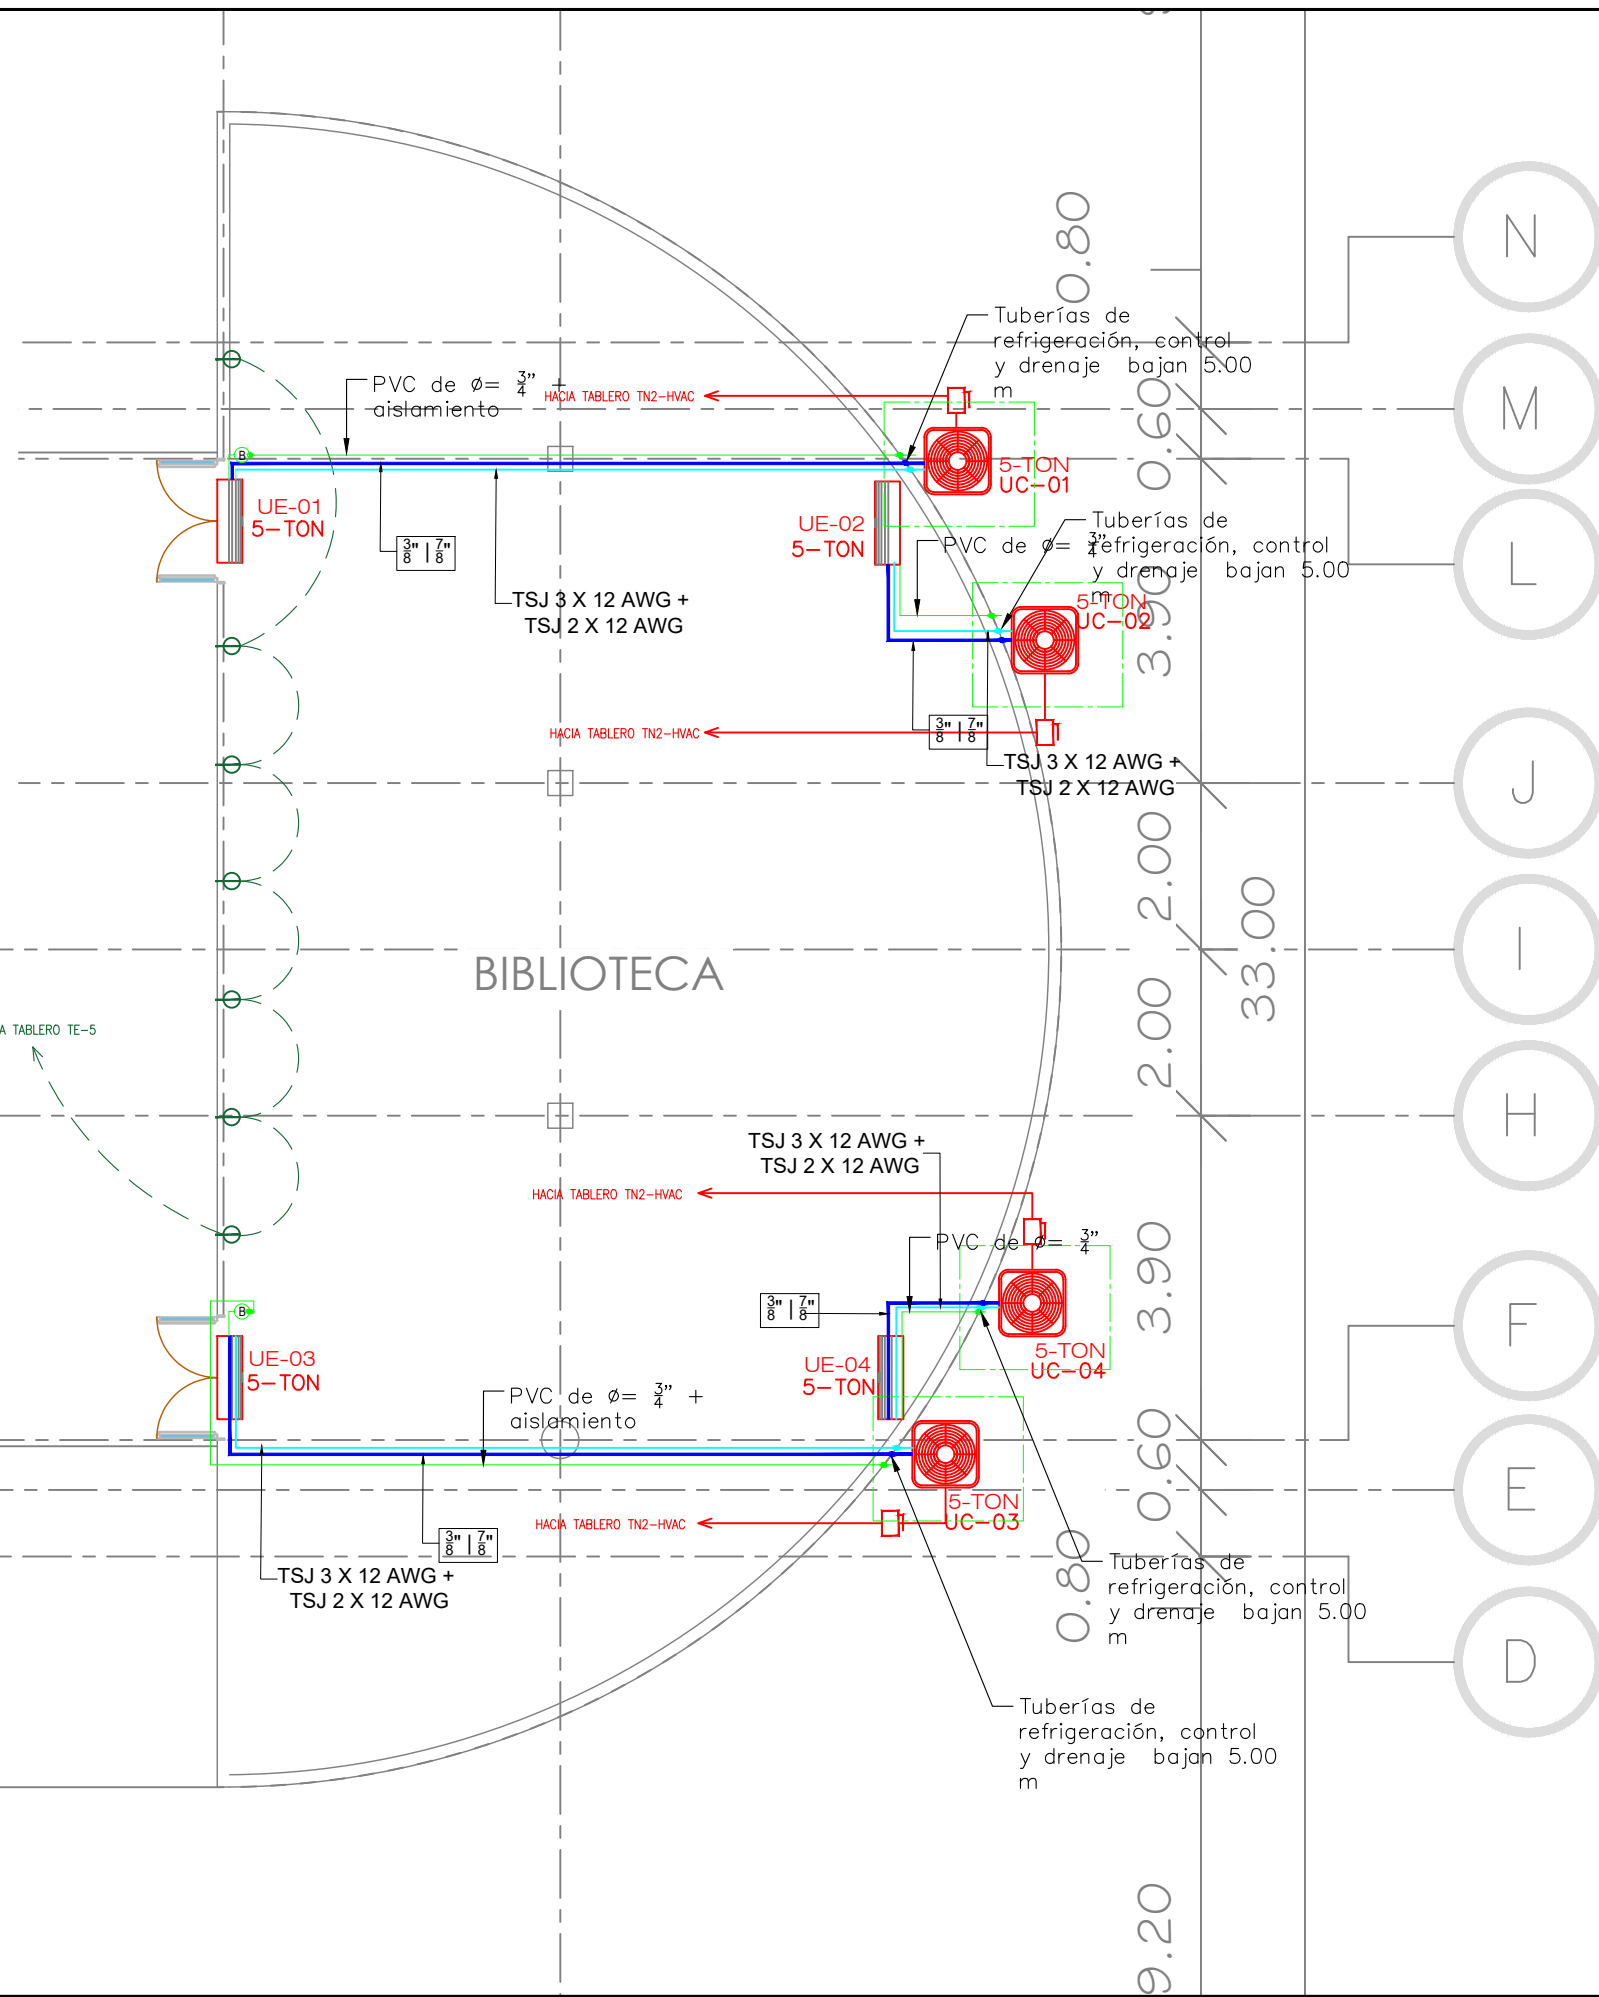 N
0.80
Tuberías de
refrigeración, control
y drenaje bajan 5.00
m
PVC de ø= 3/4" +
aislamiento
HACIA TABLERO TN2-HVAC
M
0.60
B
5-TON
UC-01
UE-01
5-TON
UE-02
5-TON
Tuberías de
refrigeración, control
y drenaje bajan 5.00
m
PVC de ø= 3/4"
L
3/8" | 7/8"
3.90
5-TON
UC-02
TSJ 3 X 12 AWG +
TSJ 2 X 12 AWG
HACIA TABLERO TN2-HVAC
3/8" | 7/8"
TSJ 3 X 12 AWG +
TSJ 2 X 12 AWG
J
2.00
33.00
I
BIBLIOTECA
A TABLERO TE-5
2.00
H
TSJ 3 X 12 AWG +
TSJ 2 X 12 AWG
HACIA TABLERO TN2-HVAC
PVC de ø= 3/4"
3.90
B
3/8" | 7/8"
F
UE-03
5-TON
UE-04
5-TON
5-TON
UC-04
PVC de ø= 3/4" +
aislamiento
0.60
E
5-TON
UC-03
HACIA TABLERO TN2-HVAC
3/8" | 7/8"
TSJ 3 X 12 AWG +
TSJ 2 X 12 AWG
0.80
Tuberías de
refrigeración, control
y drenaje bajan 5.00
m
D
Tuberías de
refrigeración, control
y drenaje bajan 5.00
m
9.20